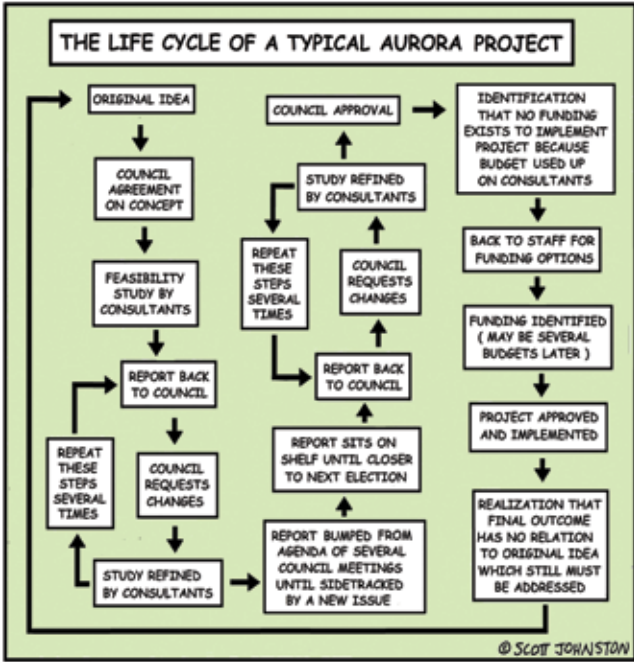 THE LIFE CYCLE OF A TYPICAL AURORA PROJECT
ORIGINAL IDEA
COUNCIL
AGREEMENT
ON CONCEPT
FEASIBILITY
STUDY BY
CONSULTANTS
REPORT BACK
TO COUNCIL
COUNCIL
REQUESTS
CHANGES
STUDY REFINED
BY CONSULTANTS
REPEAT
THESE
STEPS
SEVERAL
TIMES
REPORT BUMPED FROM
AGENDA OF SEVERAL
COUNCIL MEETINGS
UNTIL SIDETRACKED
BY A NEW ISSUE
REPORT SITS ON
SHELF UNTIL CLOSER
TO NEXT ELECTION
REPORT BACK
TO COUNCIL
COUNCIL
REQUESTS
CHANGES
STUDY REFINED
BY CONSULTANTS
REPEAT
THESE
STEPS
SEVERAL
TIMES
COUNCIL APPROVAL
IDENTIFICATION
THAT NO FUNDING
EXISTS TO IMPLEMENT
PROJECT BECAUSE
BUDGET USED UP
ON CONSULTANTS
BACK TO STAFF FOR
FUNDING OPTIONS
FUNDING IDENTIFIED
( MAY BE SEVERAL
BUDGETS LATER )
PROJECT APPROVED
AND IMPLEMENTED
REALIZATION THAT
FINAL OUTCOME
HAS NO RELATION
TO ORIGINAL IDEA
WHICH STILL MUST
BE ADDRESSED
© SCOTT JOHNSTON